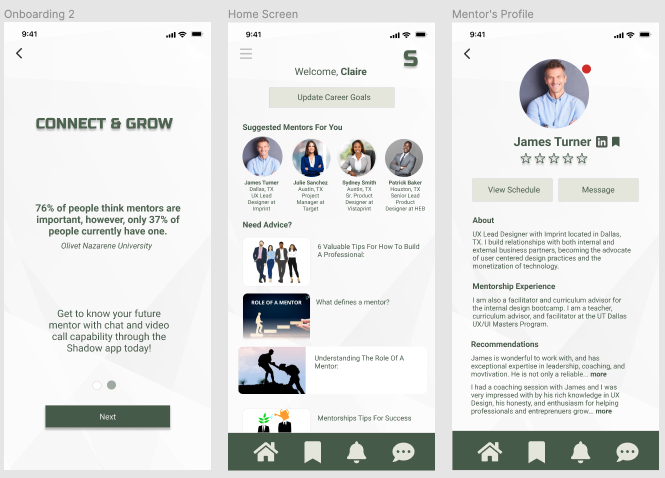 Onboarding 2
9:41
CONNECT & GROW
76% of people think mentors are
important, however, only 37% of
people currently have one.
Olivet Nazarene University
Get to know your future
mentor with chat and video
call capability through the
Shadow app today!
Next
Home Screen
9:41
S
Welcome, Claire
Update Career Goals
Suggested Mentors For You
James Turner
Dallas, TX
UX Lead
Designer at
Imprint
Julie Sanchez
Austin, TX
Project
Manager at
Target
Sydney Smith
Austin, TX
Sr. Product
Designer at
Vistaprint
Patrick Baker
Houston, TX
Senior Lead
Product
Designer at HEB
Need Advice?
6 Valuable Tips For How To Build
A Professional:
ROLE OF A MENTOR
What defines a mentor?
Understanding The Role Of A
Mentor:
Mentorships Tips For Success
Mentor's Profile
9:41
James Turner in
View Schedule
Message
About
UX Lead Designer with Imprint located in Dallas,
TX. I build relationships with both internal and
external business partners, becoming the advocate
of user centered design practices and the
monetization of technology.
Mentorship Experience
I am also a facilitator and curriculum advisor for
the internal design bootcamp. I am a teacher,
curriculum advisor, and facilitator at the UT Dallas
UX/UI Masters Program.
Recommendations
James is wonderful to work with, and has
exceptional expertise in leadership, coaching, and
movtivation. He is not only a reliable... more
I had a coaching session with James and I was
very impressed with by his rich knowledge in UX
Design, his honesty, and enthusiasm for helping
professionals and entreprenuers grow... more